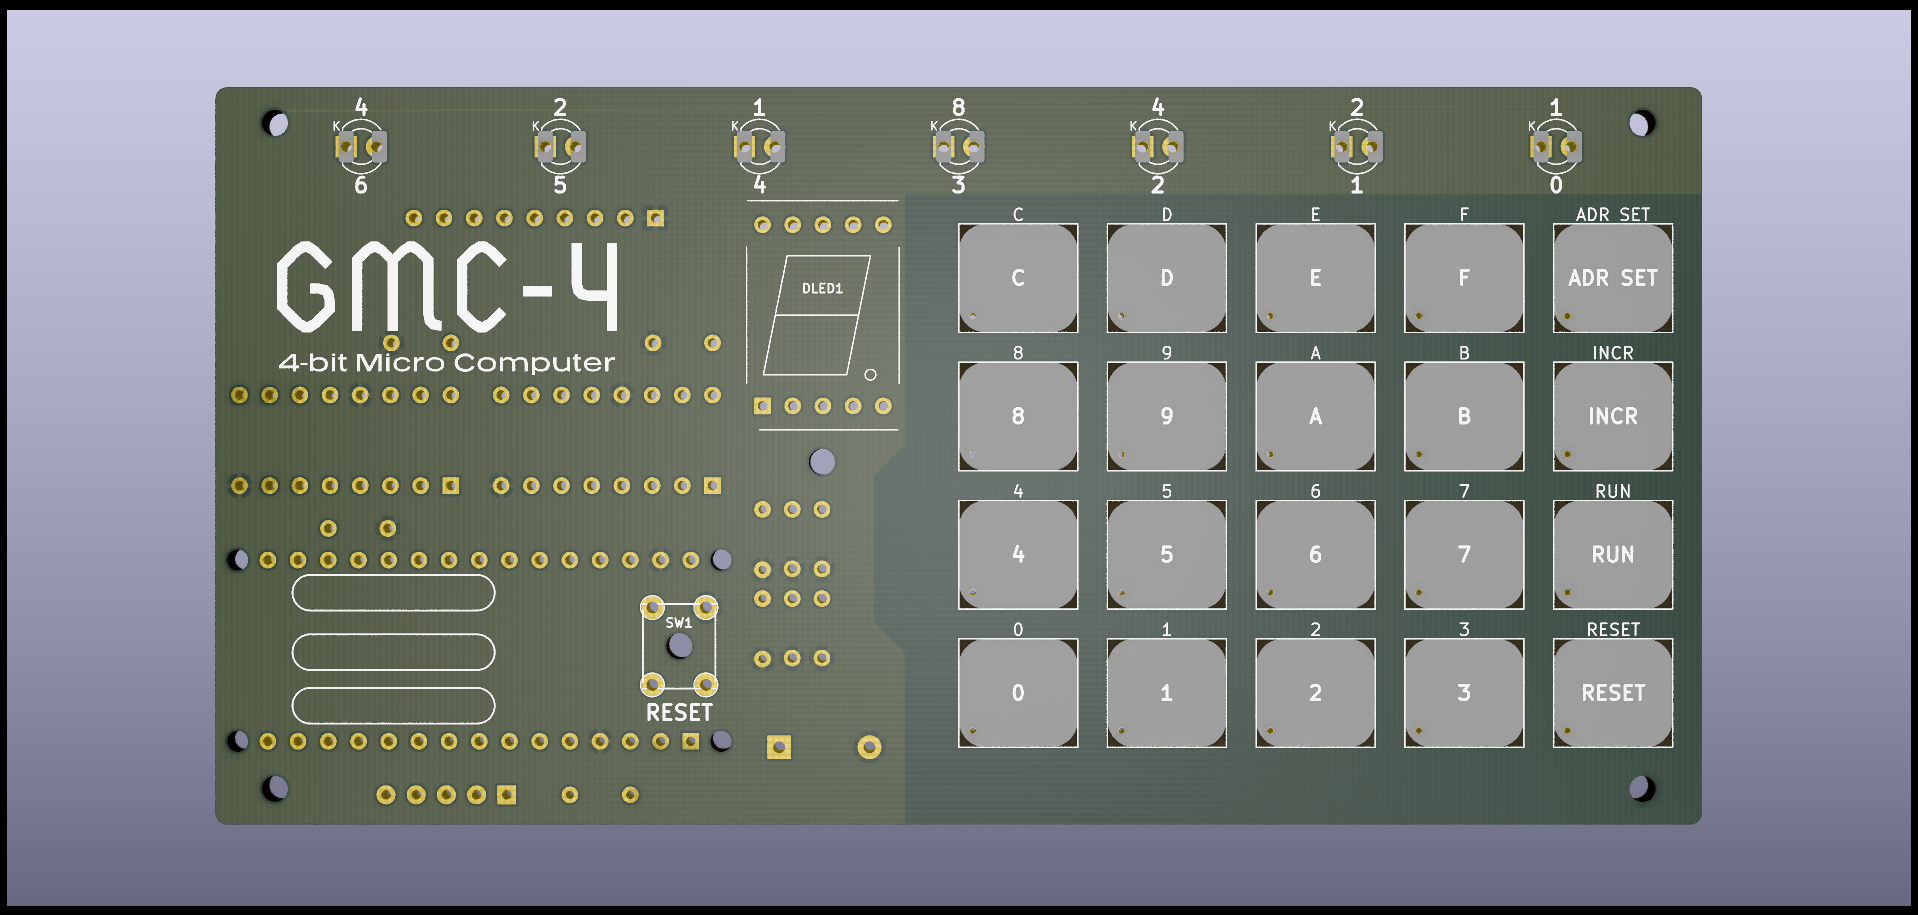 4 2 1 8 4 2 1
K K K K K K K
6 5 4 3 2 1 0
GMC-4
4-bit Micro Computer
DLED1
C D E F ADR SET
C D E F ADR SET
8 9 A B INCR
8 9 A B INCR
4 5 6 7 RUN
4 5 6 7 RUN
SW1
RESET
0 1 2 3 RESET
0 1 2 3 RESET